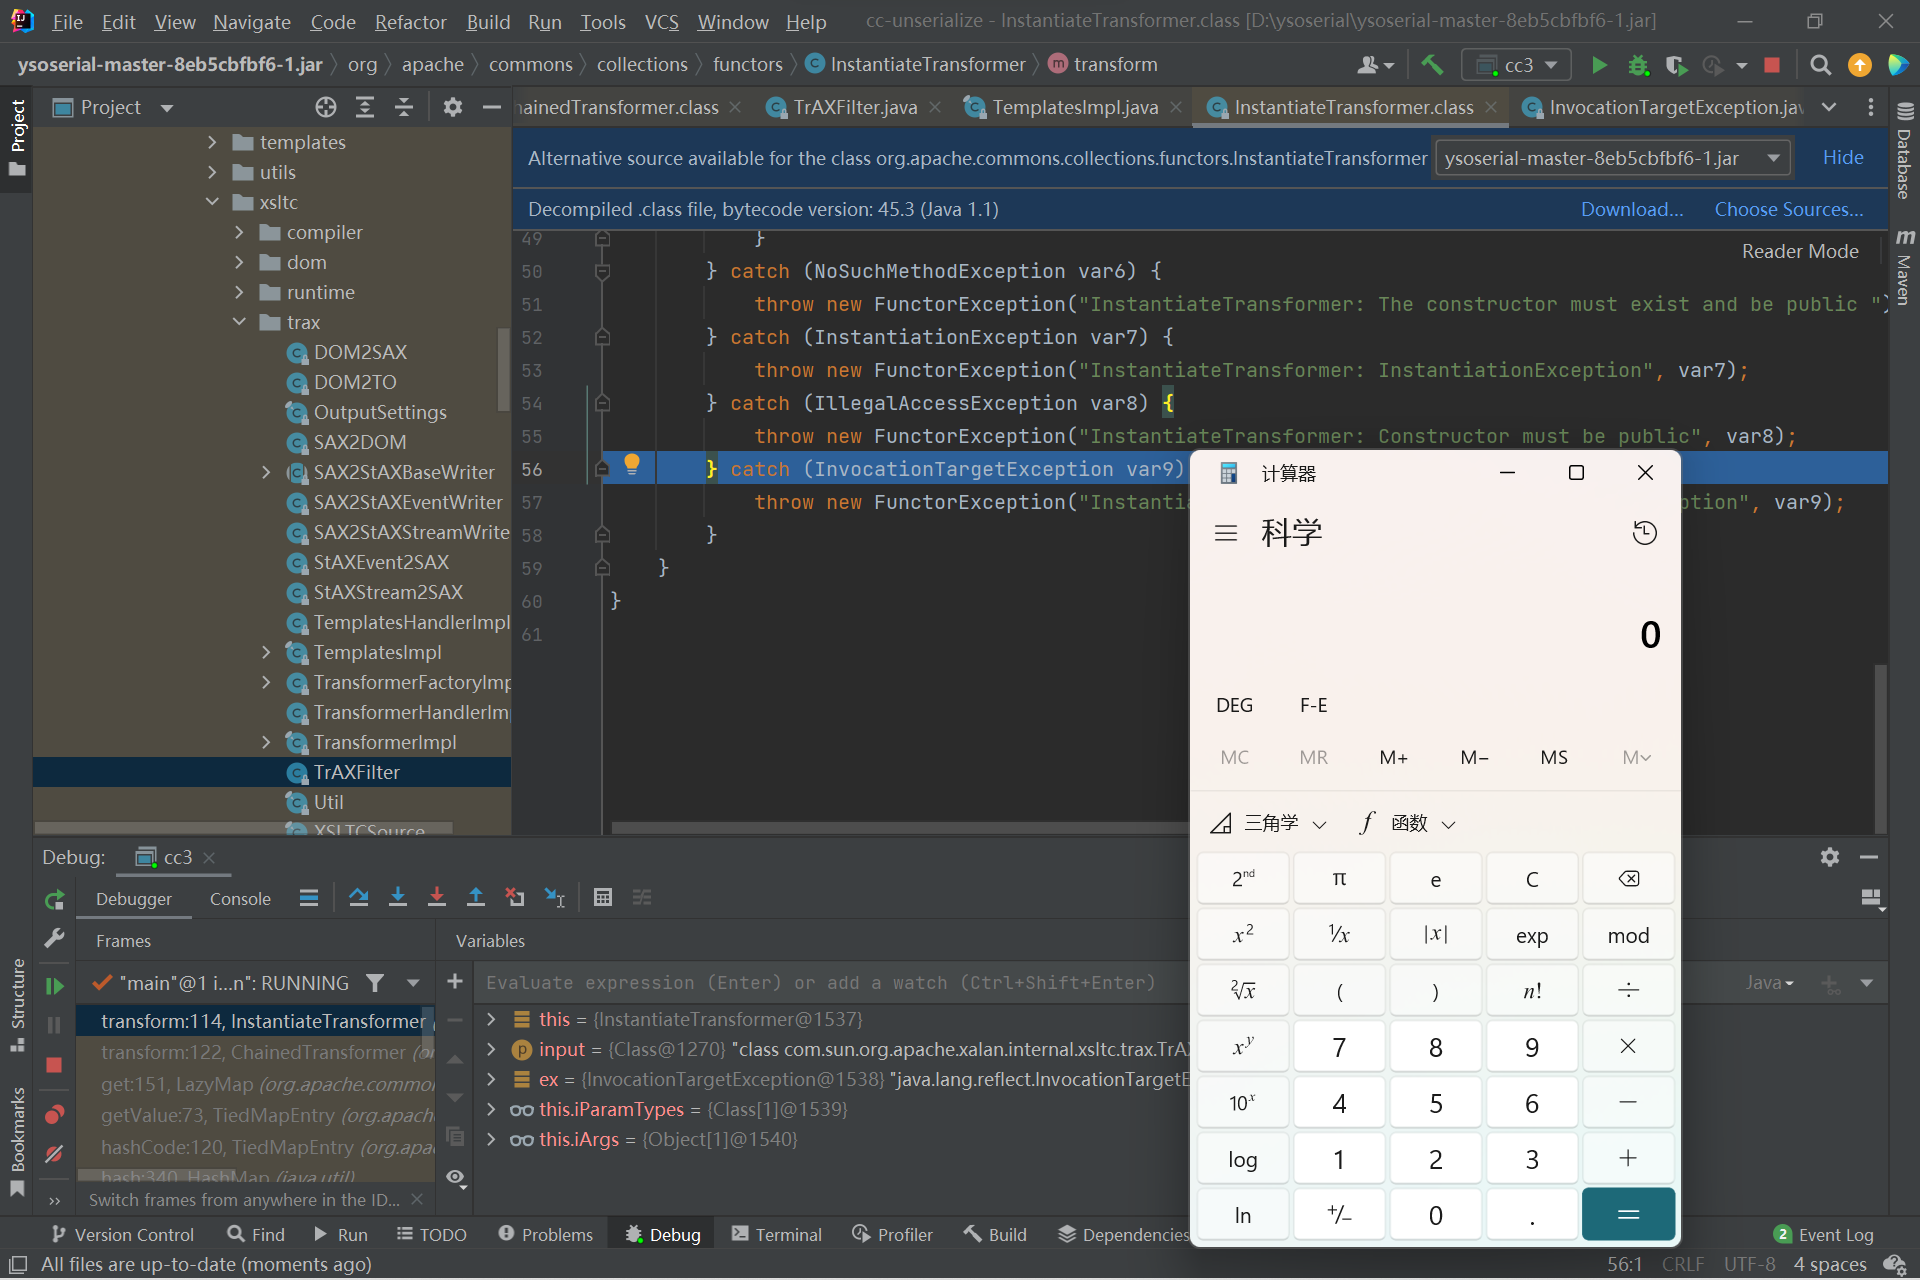 File Edit View Navigate Code Refactor Build Run Tools VCS Window Help cc-unserialize - InstantiateTransformer.class [D:\ysoserial\ysoserial-master-8eb5cbfbf6-1.jar]
ysoserial-master-8eb5cbfbf6-1.jar org apache commons collections functors InstantiateTransformer transform cc3
Project
hainedTransformer.class TrAXFilter.java TemplatesImpl.java InstantiateTransformer.class InvocationTargetException.jav
Project
templates
utils
xsltc
compiler
dom
runtime
trax
DOM2SAX
DOM2TO
OutputSettings
SAX2DOM
SAX2StAXBaseWriter
SAX2StAXEventWriter
SAX2StAXStreamWrite
StAXEvent2SAX
StAXStream2SAX
TemplatesHandlerImpl
TemplatesImpl
TransformerFactoryImp
TransformerHandlerIm
TransformerImpl
TrAXFilter
Util
XSLTCSource
Alternative source available for the class org.apache.commons.collections.functors.InstantiateTransformer ysoserial-master-8eb5cbfbf6-1.jar Hide
Decompiled .class file, bytecode version: 45.3 (Java 1.1) Download... Choose Sources...
Reader Mode
49 }
50 } catch (NoSuchMethodException var6) {
51 throw new FunctorException("InstantiateTransformer: The constructor must exist and be public ")
52 } catch (InstantiationException var7) {
53 throw new FunctorException("InstantiateTransformer: InstantiationException", var7);
54 } catch (IllegalAccessException var8) {
55 throw new FunctorException("InstantiateTransformer: Constructor must be public", var8);
56 } catch (InvocationTargetException var9)
57 throw new FunctorException("Instanti ption", var9);
58 }
59 }
60 }
61
Database
m Maven
计算器
科学
0
DEG F-E
MC MR M+ M− MS M
三角学 f 函数
2nd π e C
x² ¹⁄x |x| exp mod
²√x ( ) n! ÷
xʸ 7 8 9 ×
10ˣ 4 5 6 −
log 1 2 3 +
ln +/− 0 . =
Debug: cc3
Debugger Console
Frames
"main"@1 i...n": RUNNING
transform:114, InstantiateTransformer
transform:122, ChainedTransformer (or
get:151, LazyMap (org.apache.commo
getValue:73, TiedMapEntry (org.apach
hashCode:120, TiedMapEntry (org.apa
hash:340, HashMap (java.util)
Switch frames from anywhere in the ID...
Variables
Evaluate expression (Enter) or add a watch (Ctrl+Shift+Enter) Java
this = {InstantiateTransformer@1537}
input = {Class@1270} "class com.sun.org.apache.xalan.internal.xsltc.trax.TrA
ex = {InvocationTargetException@1538} "java.lang.reflect.InvocationTargetE
this.iParamTypes = {Class[1]@1539}
this.iArgs = {Object[1]@1540}
Structure
Bookmarks
Version Control Find Run TODO Problems Debug Terminal Profiler Build Dependencies 2 Event Log
All files are up-to-date (moments ago) 56:1 CRLF UTF-8 4 spaces